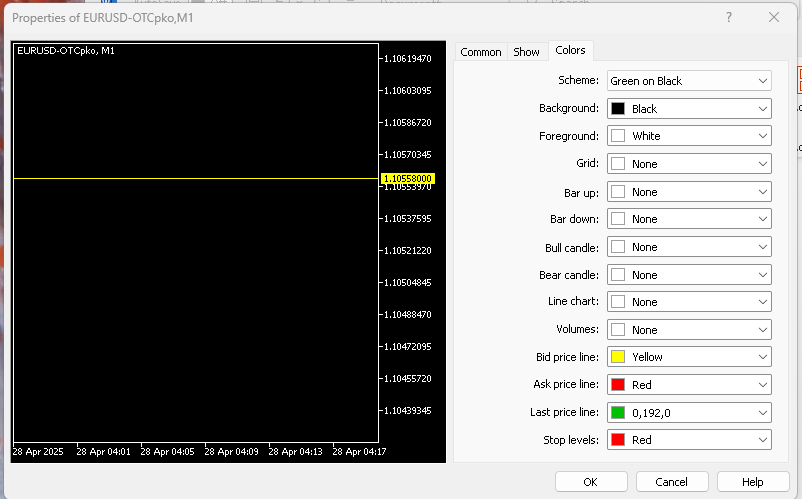 Properties of EURUSD-OTCpko,M1
?
EURUSD-OTCpko, M1
1.10619470
1.10603095
1.10586720
1.10570345
1.10558000
1.10553970
1.10537595
1.10521220
1.10504845
1.10488470
1.10472095
1.10455720
1.10439345
28 Apr 2025 28 Apr 04:01 28 Apr 04:05 28 Apr 04:09 28 Apr 04:13 28 Apr 04:17
Common Show Colors
Scheme: Green on Black
Background: Black
Foreground: White
Grid: None
Bar up: None
Bar down: None
Bull candle: None
Bear candle: None
Line chart: None
Volumes: None
Bid price line: Yellow
Ask price line: Red
Last price line: 0,192,0
Stop levels: Red
OK Cancel Help